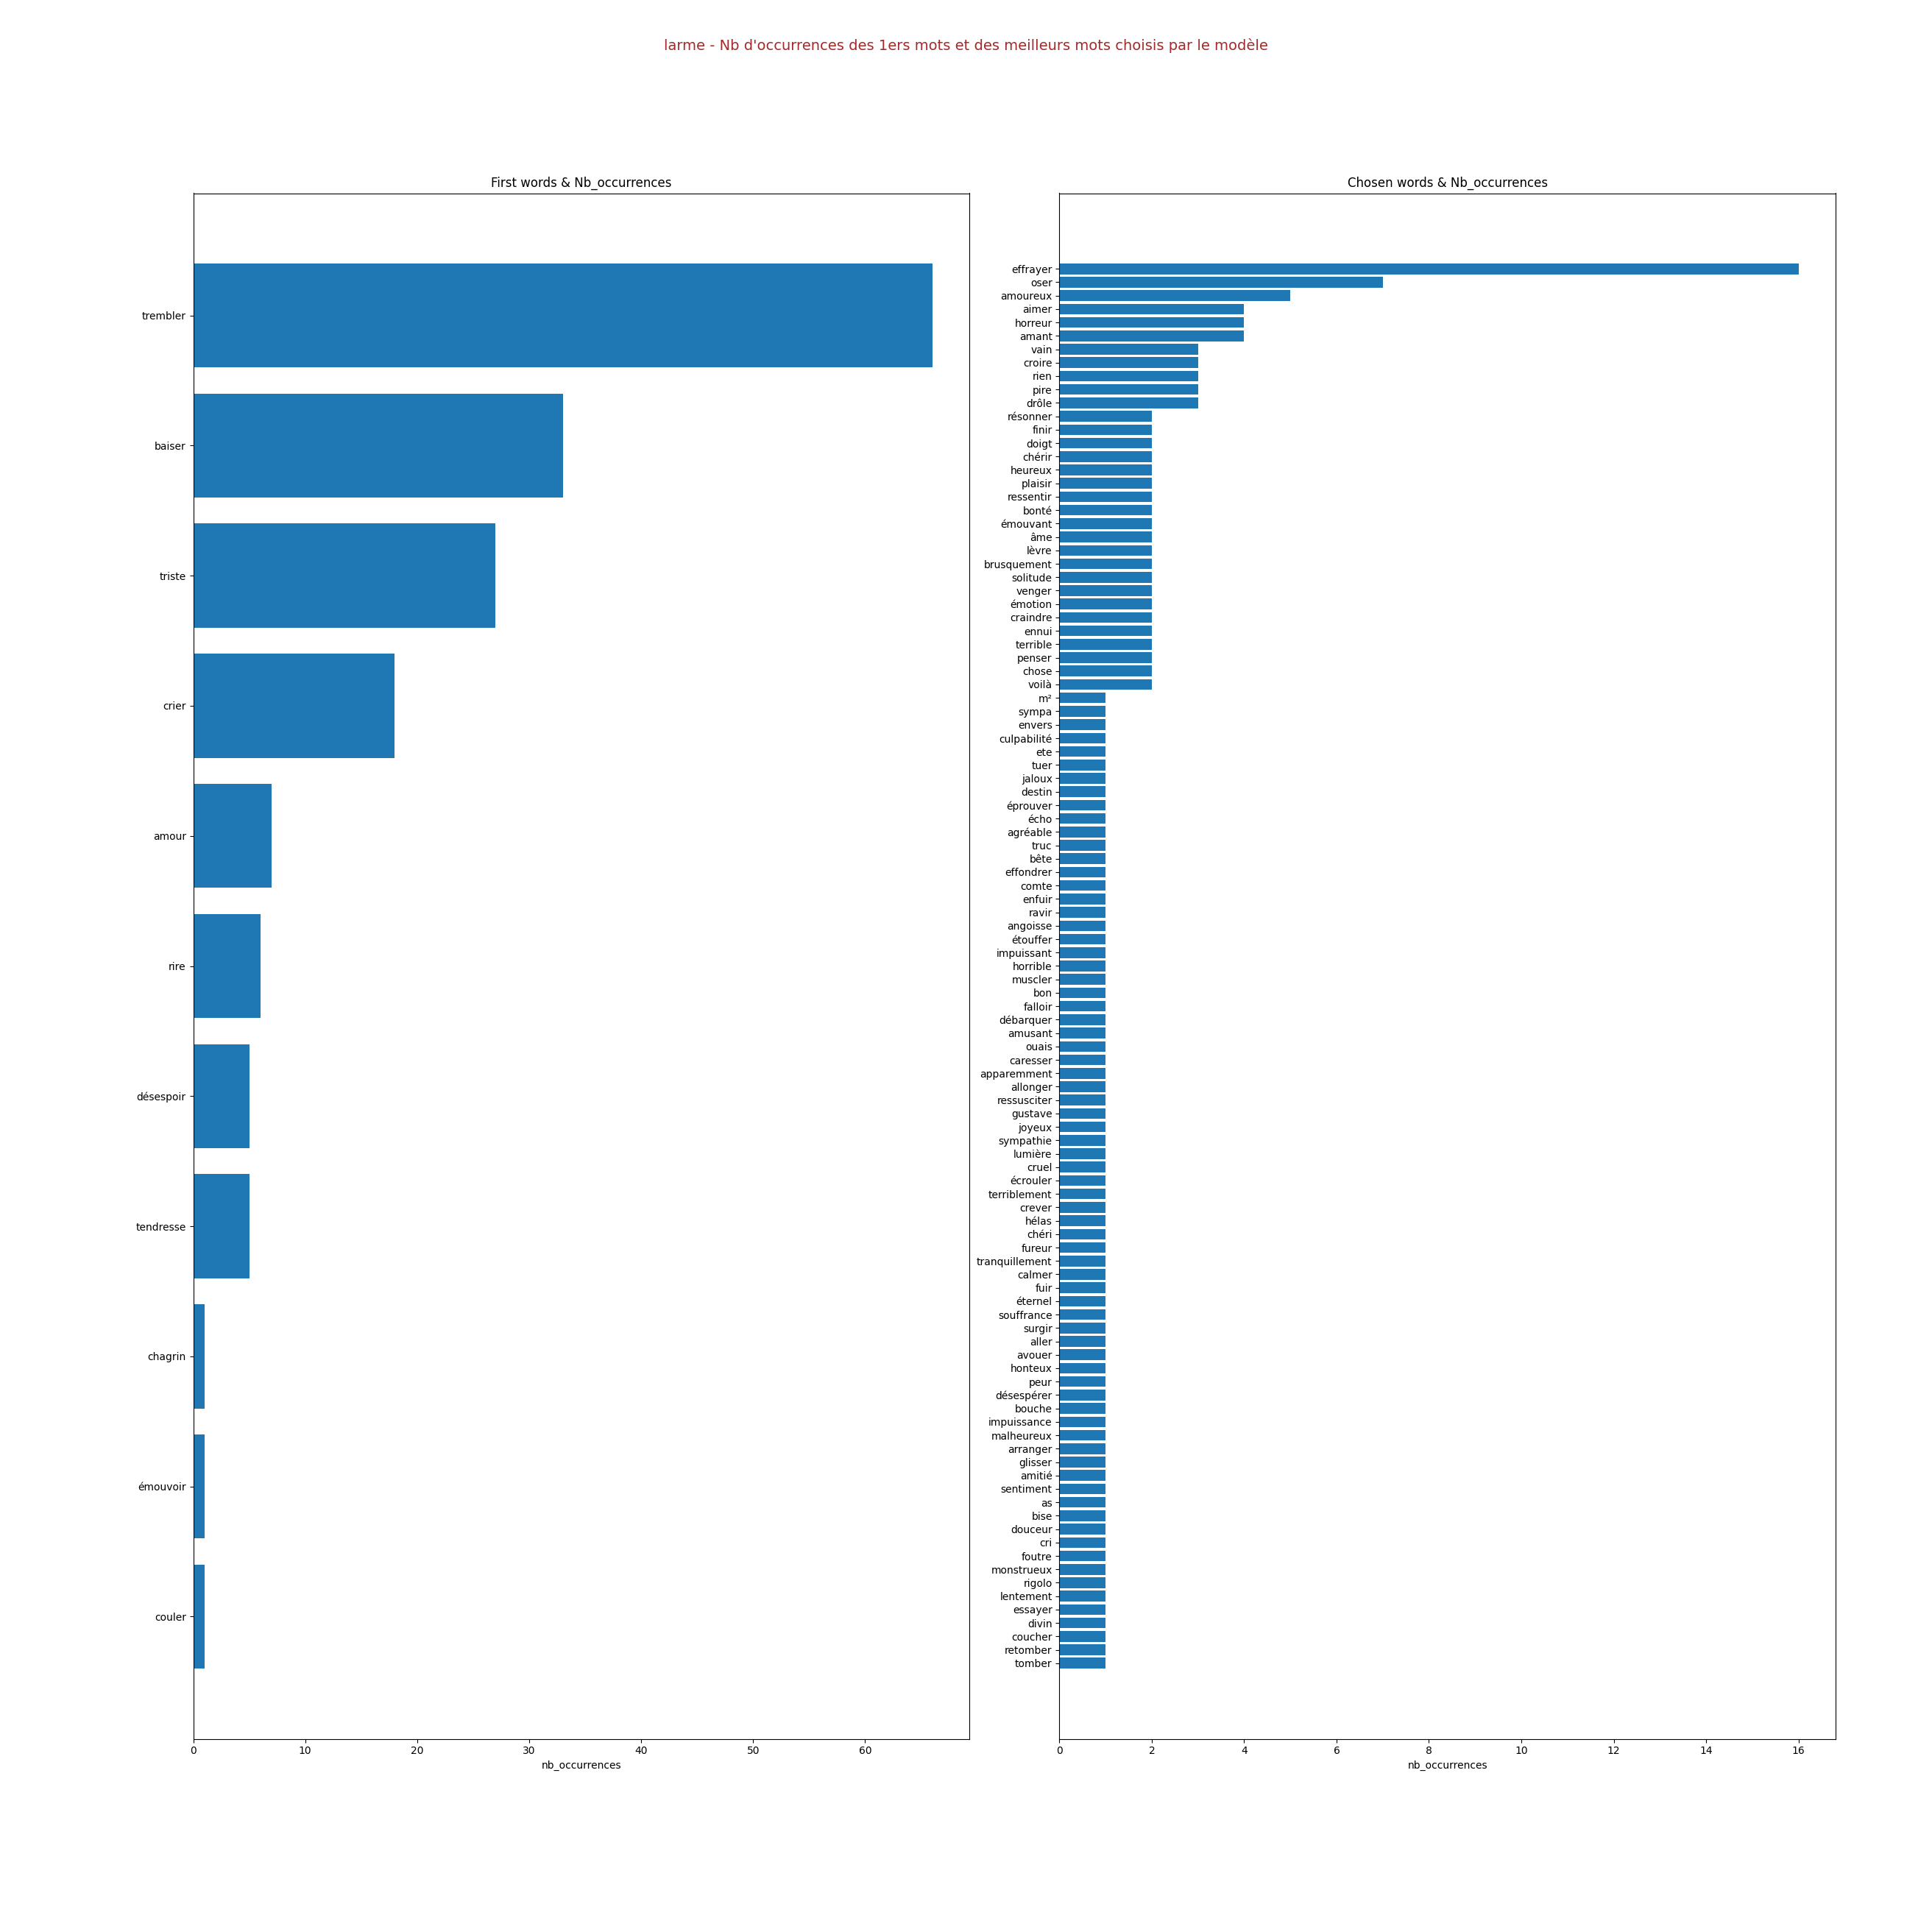 larme - Nb d'occurrences des 1ers mots et des meilleurs mots choisis par le modèle
First words & Nb_occurrences
trembler
baiser
triste
crier
amour
rire
désespoir
tendresse
chagrin
émouvoir
couler
0 10 20 30 40 50 60
nb_occurrences
Chosen words & Nb_occurrences
effrayer
oser
amoureux
aimer
horreur
amant
vain
croire
rien
pire
drôle
résonner
finir
doigt
chérir
heureux
plaisir
ressentir
bonté
émouvant
âme
lèvre
brusquement
solitude
venger
émotion
craindre
ennui
terrible
penser
chose
voilà
m²
sympa
envers
culpabilité
ete
tuer
jaloux
destin
éprouver
écho
agréable
truc
bête
effondrer
comte
enfuir
ravir
angoisse
étouffer
impuissant
horrible
muscler
bon
falloir
débarquer
amusant
ouais
caresser
apparemment
allonger
ressusciter
gustave
joyeux
sympathie
lumière
cruel
écrouler
terriblement
crever
hélas
chéri
fureur
tranquillement
calmer
fuir
éternel
souffrance
surgir
aller
avouer
honteux
peur
désespérer
bouche
impuissance
malheureux
arranger
glisser
amitié
sentiment
as
bise
douceur
cri
foutre
monstrueux
rigolo
lentement
essayer
divin
coucher
retomber
tomber
0 2 4 6 8 10 12 14 16
nb_occurrences